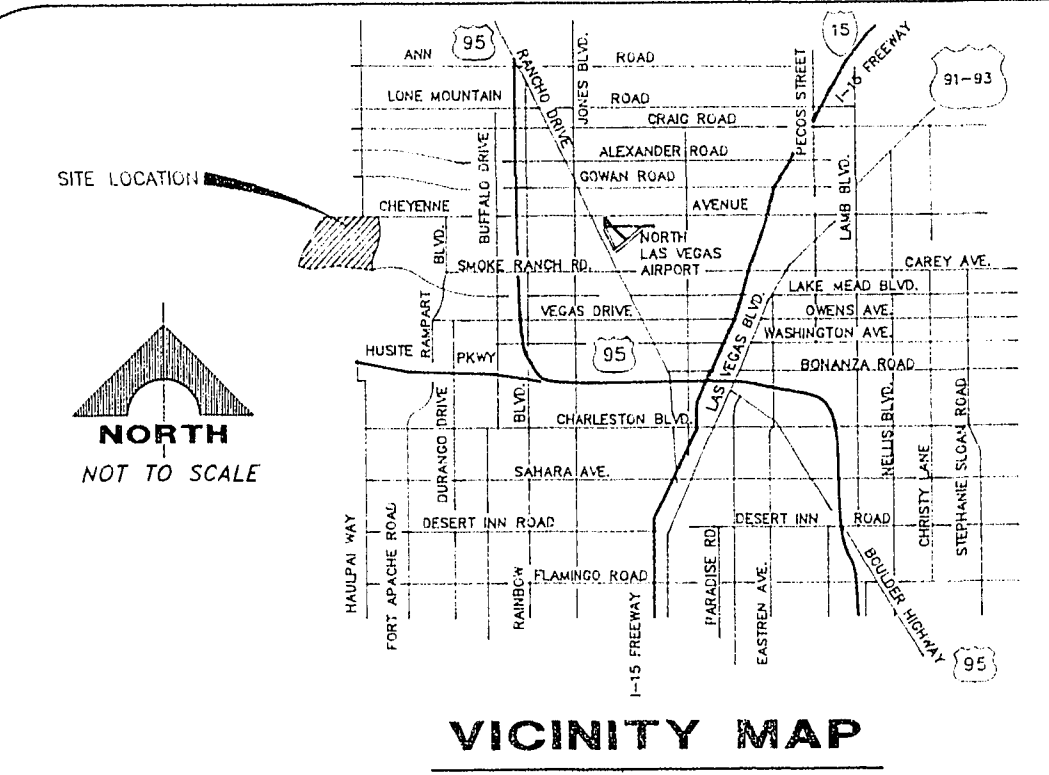 95
ANN ROAD
RANCHO DRIVE
JONES BLVD.
15
I-15 FREEWAY
91-93
LONE MOUNTAIN ROAD
PECOS STREET
CRAIG ROAD
BUFFALO DRIVE
ALEXANDER ROAD
SITE LOCATION
GOWAN ROAD
LAMB BLVD.
CHEYENNE AVENUE
NORTH
LAS VEGAS
AIRPORT
RAMPART BLVD.
SMOKE RANCH RD.
CAREY AVE.
LAKE MEAD BLVD.
VEGAS DRIVE
OWENS AVE.
LAS VEGAS BLVD.
WASHINGTON AVE.
HUSITE PKWY
95
BONANZA ROAD
NORTH
NOT TO SCALE
DURANGO DRIVE
RAINBOW BLVD.
CHARLESTON BLVD.
NELLIS BLVD.
SAHARA AVE.
CHRISTY LANE
STEPHANIE SLOAN ROAD
HAULPAI WAY
FORT APACHE ROAD
DESERT INN ROAD
DESERT INN ROAD
PARADISE RD
EASTREN AVE.
FLAMINGO ROAD
I-15 FREEWAY
BOULDER HIGHWAY
95
VICINITY MAP